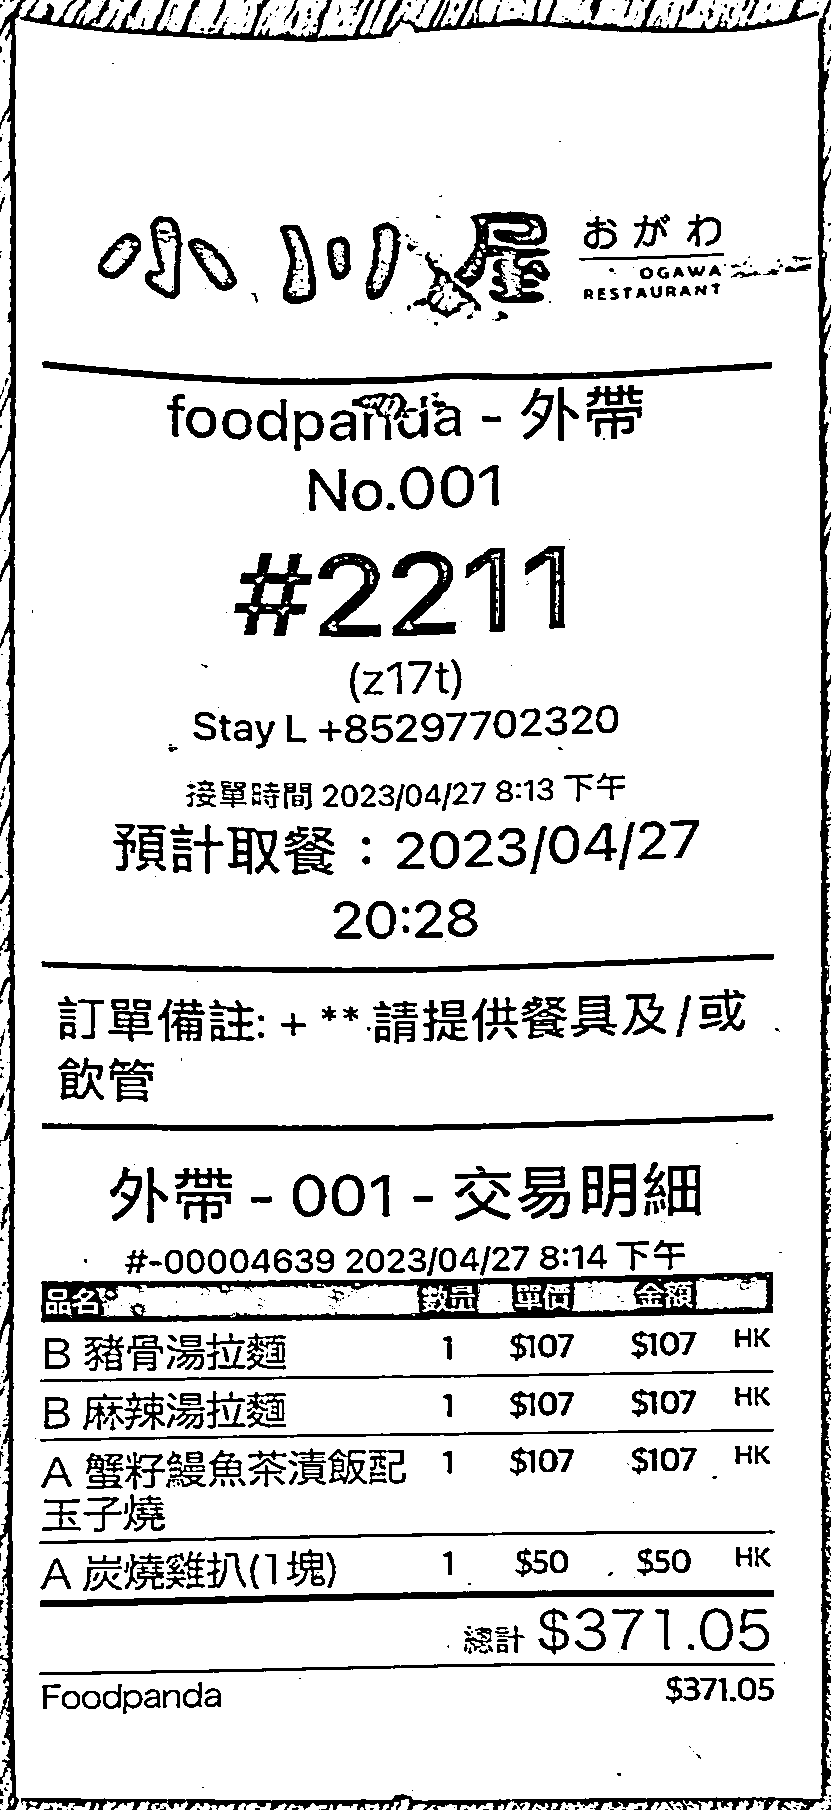 小川屋 おがわ
OGAWA
RESTAURANT
foodpanda - 外帶
No.001
#2211
(z17t)
Stay L +85297702320
接單時間 2023/04/27 8:13 下午
預計取餐：2023/04/27
20:28
訂單備註: + ** 請提供餐具及/或
飲管
外帶 - 001 - 交易明細
#-00004639 2023/04/27 8:14 下午
品名 數量 單價 金額
B 豬骨湯拉麵 1 $107 $107 HK
B 麻辣湯拉麵 1 $107 $107 HK
A 蟹籽鰻魚茶漬飯配 1 $107 $107 HK
玉子燒
A 炭燒雞扒(1塊) 1 $50 $50 HK
總計 $371.05
Foodpanda $371.05